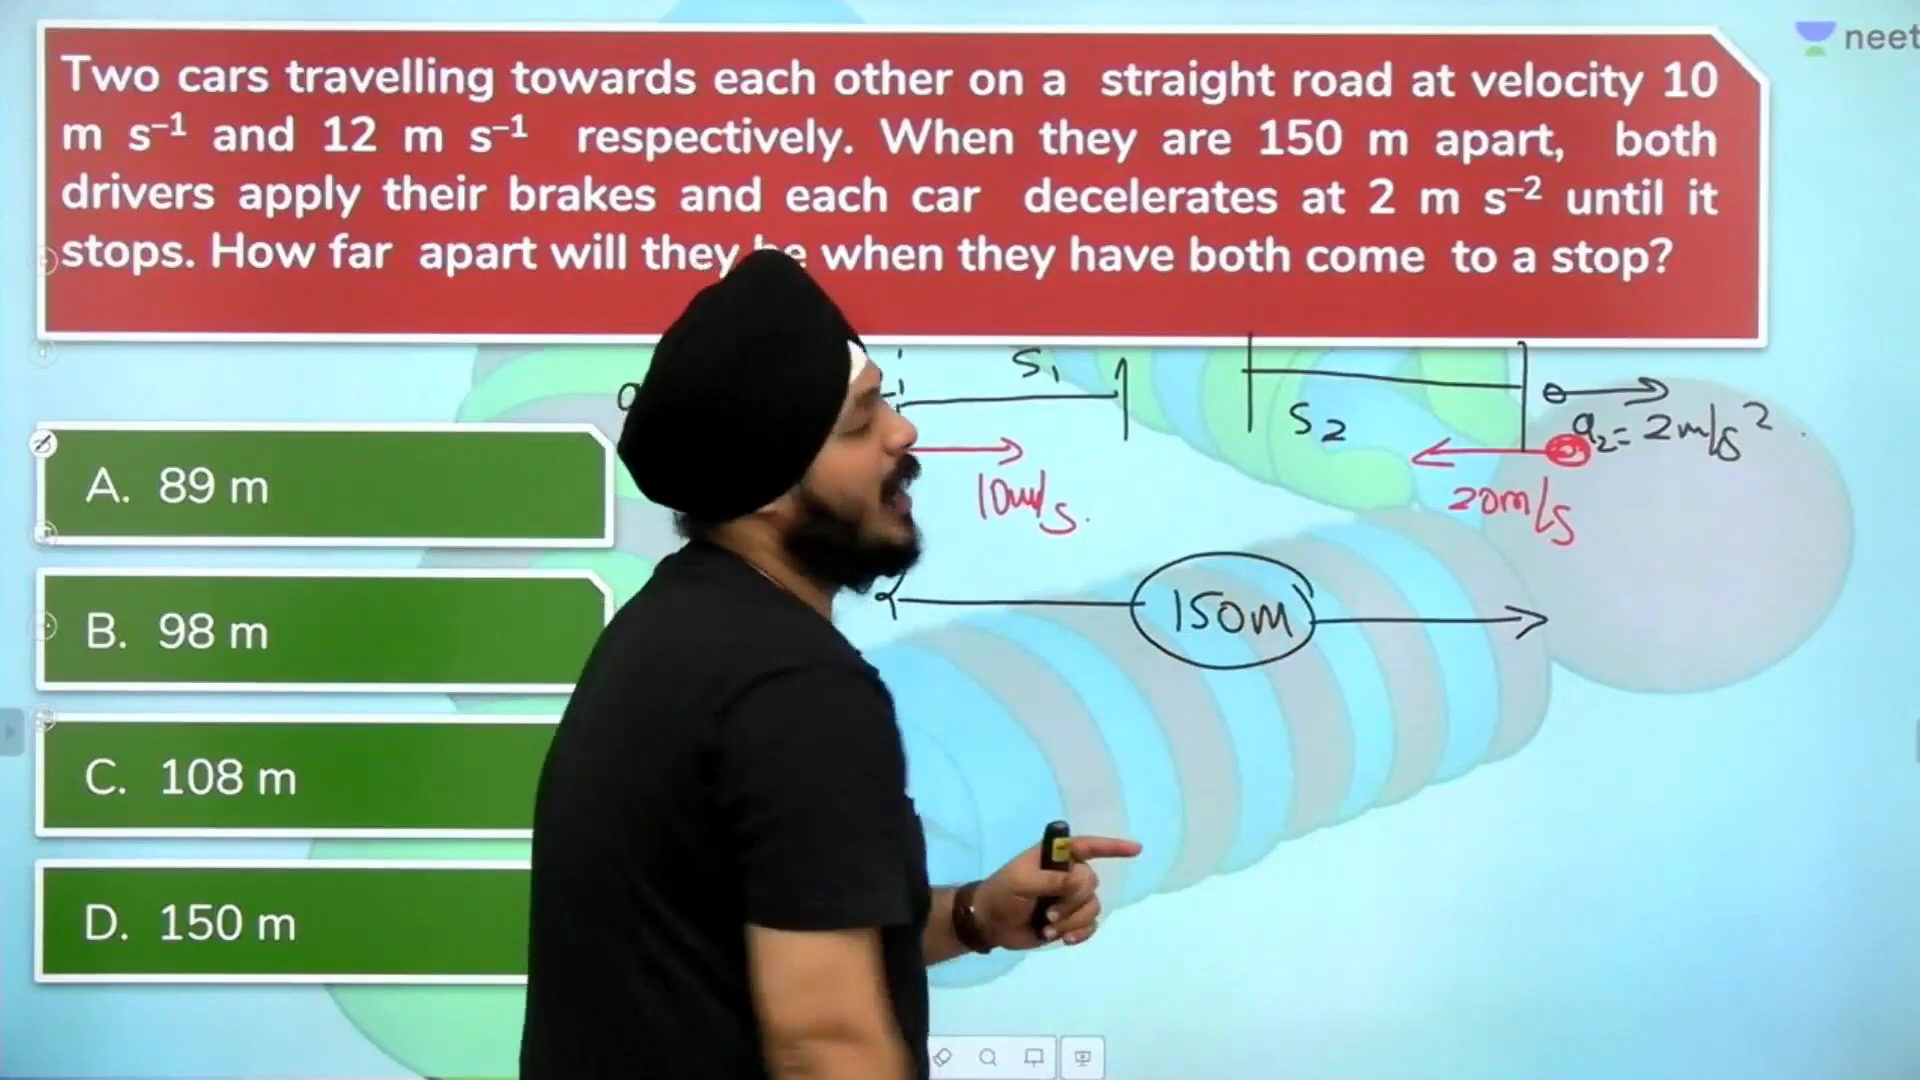 neet
Two cars travelling towards each other on a straight road at velocity 10
m s⁻¹ and 12 m s⁻¹ respectively. When they are 150 m apart, both
drivers apply their brakes and each car decelerates at 2 m s⁻² until it
stops. How far apart will they be when they have both come to a stop?
S₁
S₂
a₂ = 2m/s²
10m/s.
20m/s
150m
A. 89 m
B. 98 m
C. 108 m
D. 150 m